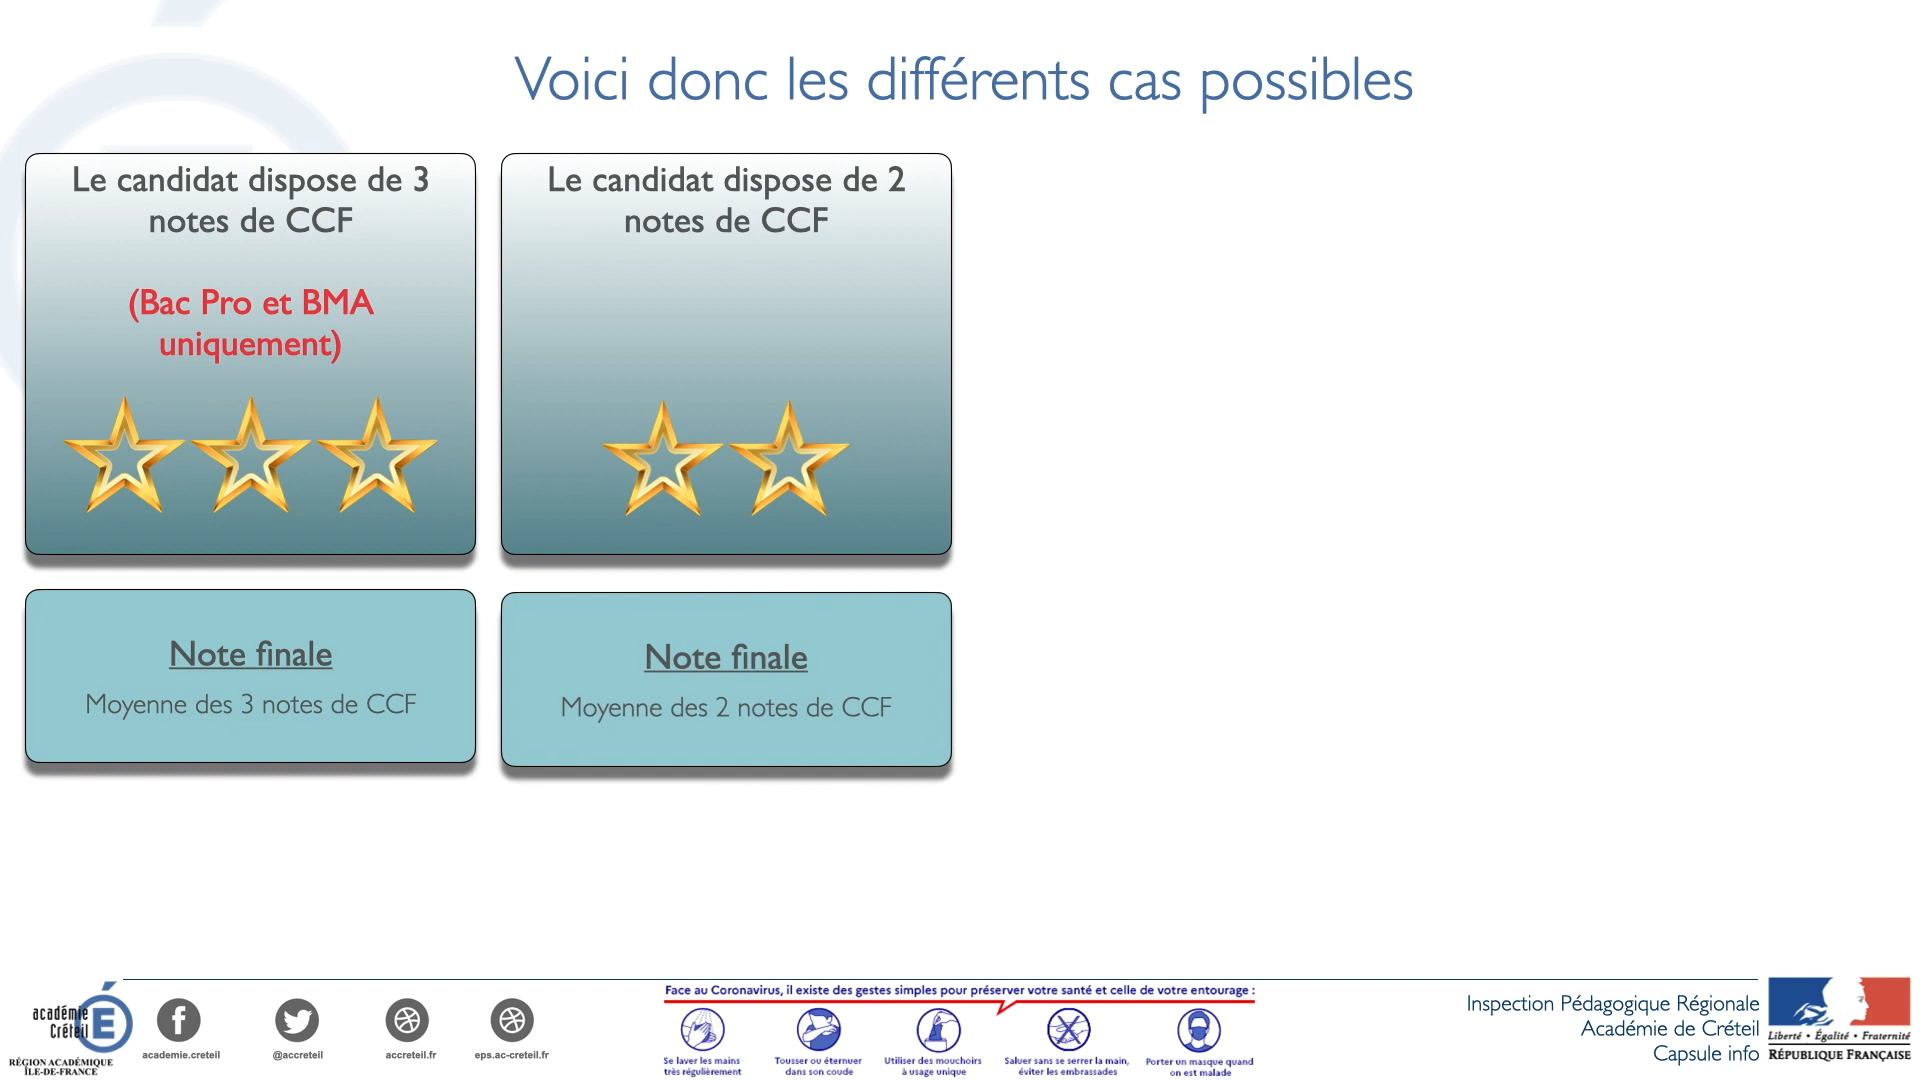 Voici donc les différents cas possibles
Le candidat dispose de 3
notes de CCF
(Bac Pro et BMA
uniquement)
Le candidat dispose de 2
notes de CCF
Note finale
Moyenne des 3 notes de CCF
Note finale
Moyenne des 2 notes de CCF
académie
Créteil
RÉGION ACADÉMIQUE
ÎLE-DE-FRANCE
academie.creteil
@accreteil
accreteil.fr
eps.ac-creteil.fr
Face au Coronavirus, il existe des gestes simples pour préserver votre santé et celle de votre entourage :
Se laver les mains
très régulièrement
Tousser ou éternuer
dans son coude
Utiliser des mouchoirs
à usage unique
Saluer sans se serrer la main,
éviter les embrassades
Porter un masque quand
on est malade
Inspection Pédagogique Régionale
Académie de Créteil
Capsule info
Liberté • Égalité • Fraternité
RÉPUBLIQUE FRANÇAISE